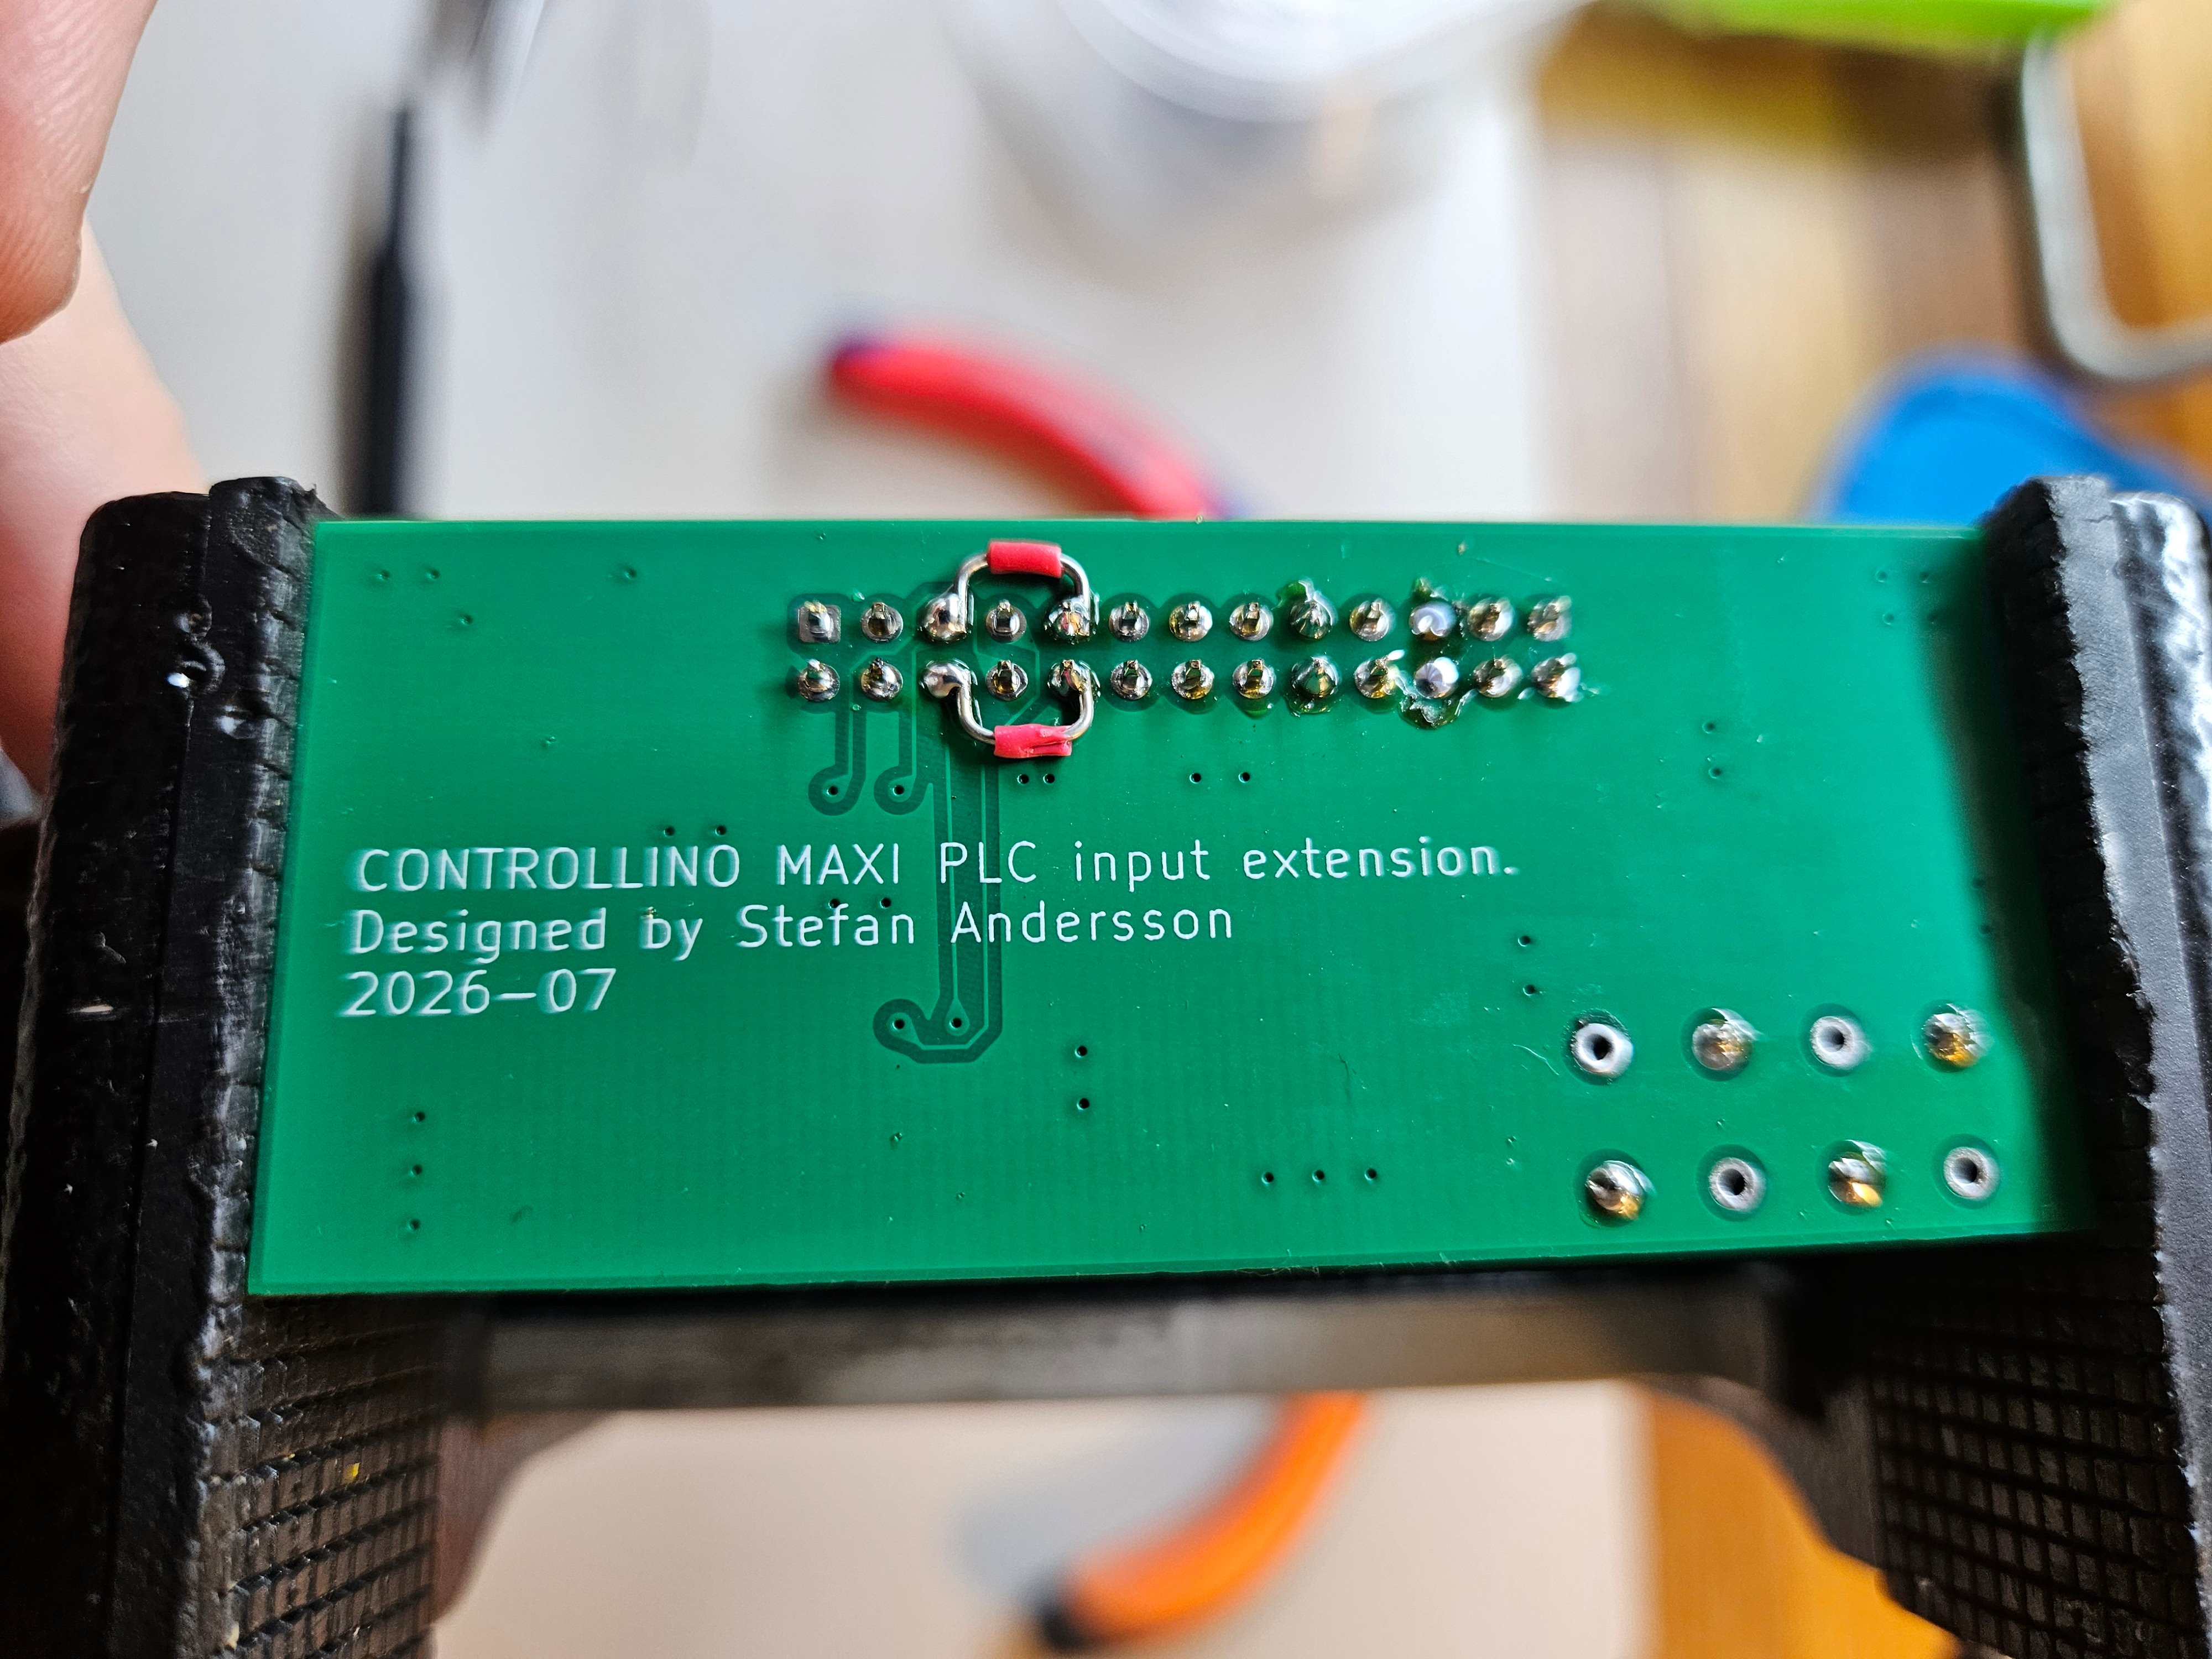 CONTROLLINO MAXI PLC input extension.
Designed by Stefan Andersson
2026-07